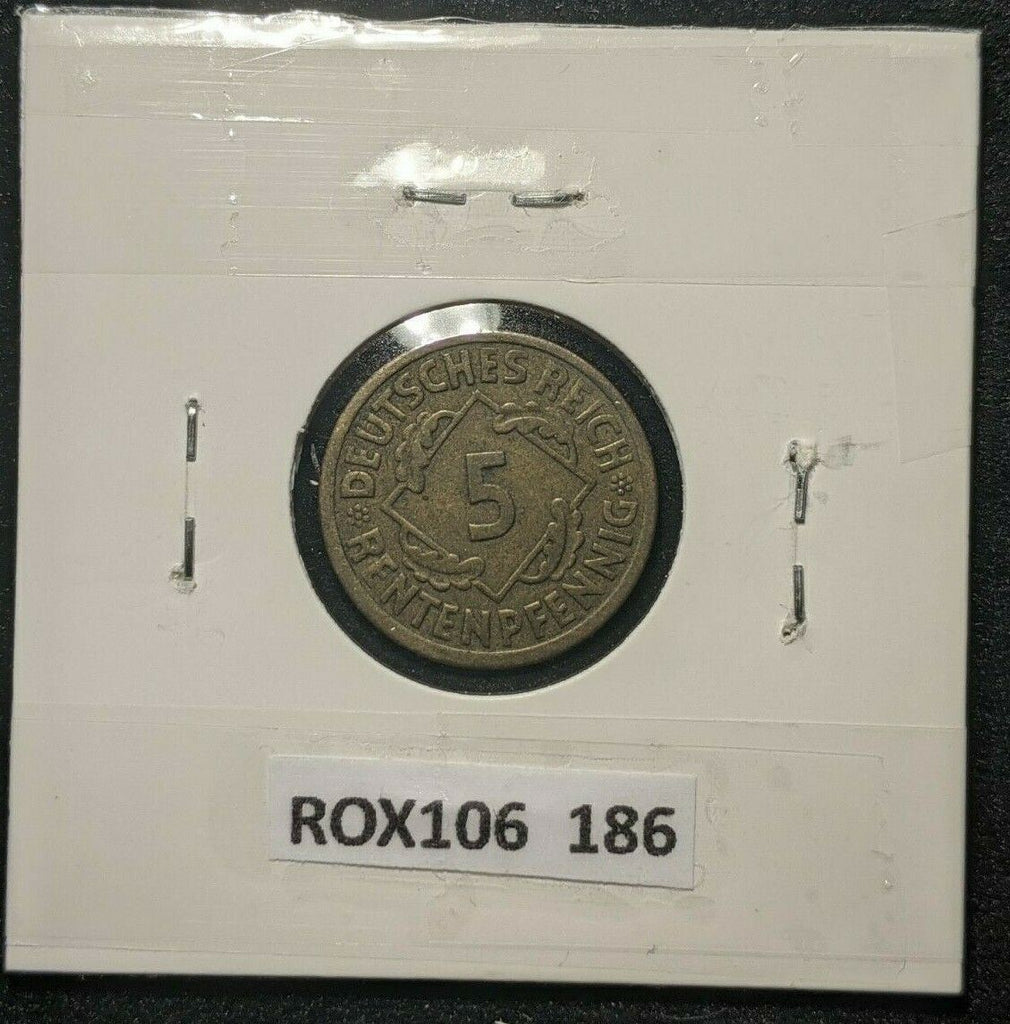 DEUTSCHES REICH
5
RENTENPFENNIG
ROX106 186